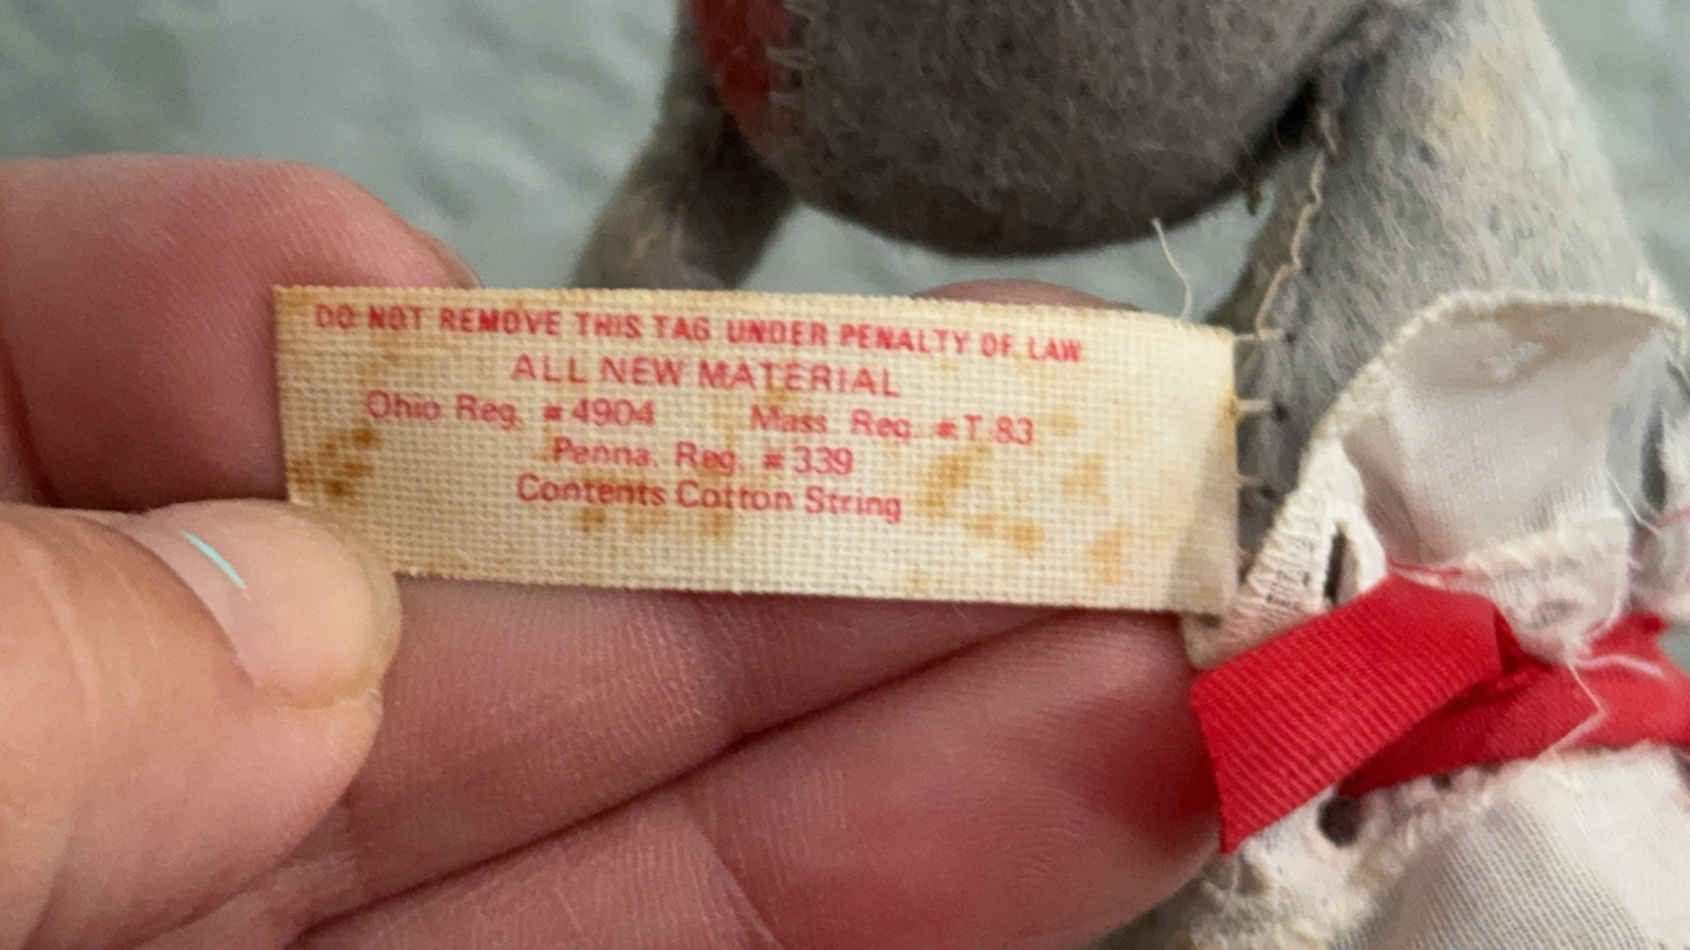 DO NOT REMOVE THIS TAG UNDER PENALTY OF LAW
ALL NEW MATERIAL
Ohio Reg. #4904 Mass. Reg. #T 83
Penna. Reg. #339
Contents Cotton String